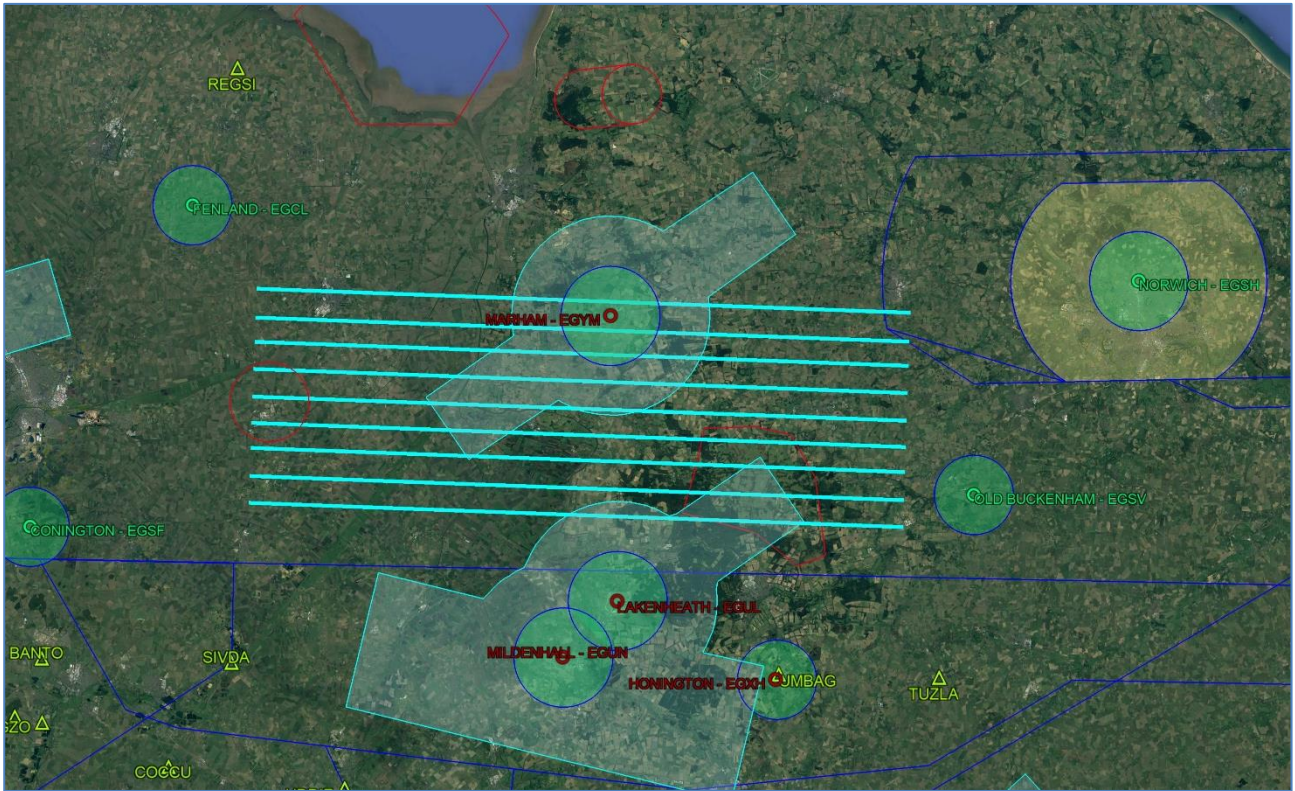 REGSI
FENLAND - EGCL
NORWICH - EGSH
MARHAM - EGYM
OLD BUCKENHAM - EGSV
CONINGTON - EGSF
LAKENHEATH - EGUL
BANTO
SIVDA
MILDENHALL - EGUN
HONINGTON - EGXH
UMBAG
TUZLA
SZO
COCCU